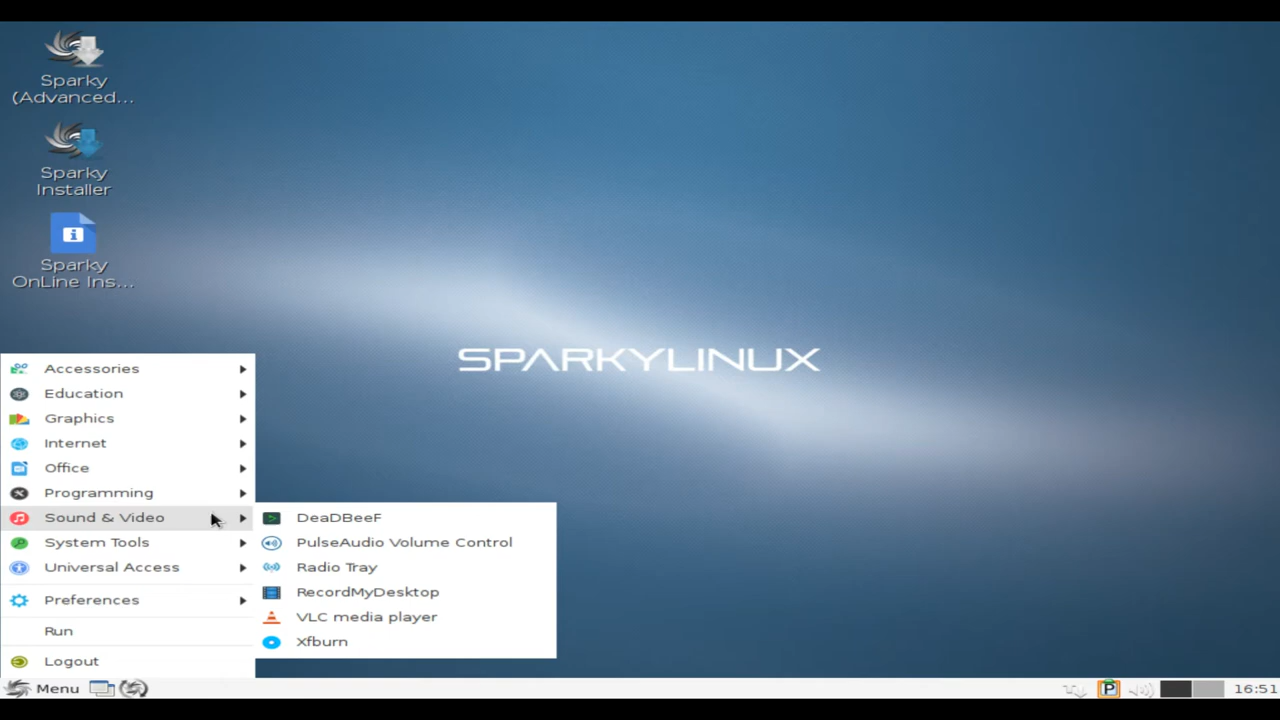 Sparky
(Advanced...
Sparky
Installer
Sparky
OnLine Ins...
SPARKYLINUX
Accessories
Education
Graphics
Internet
Office
Programming
Sound & Video
System Tools
Universal Access
Preferences
Run
Logout
DeaDBeeF
PulseAudio Volume Control
Radio Tray
RecordMyDesktop
VLC media player
Xfburn
Menu
P
16:51